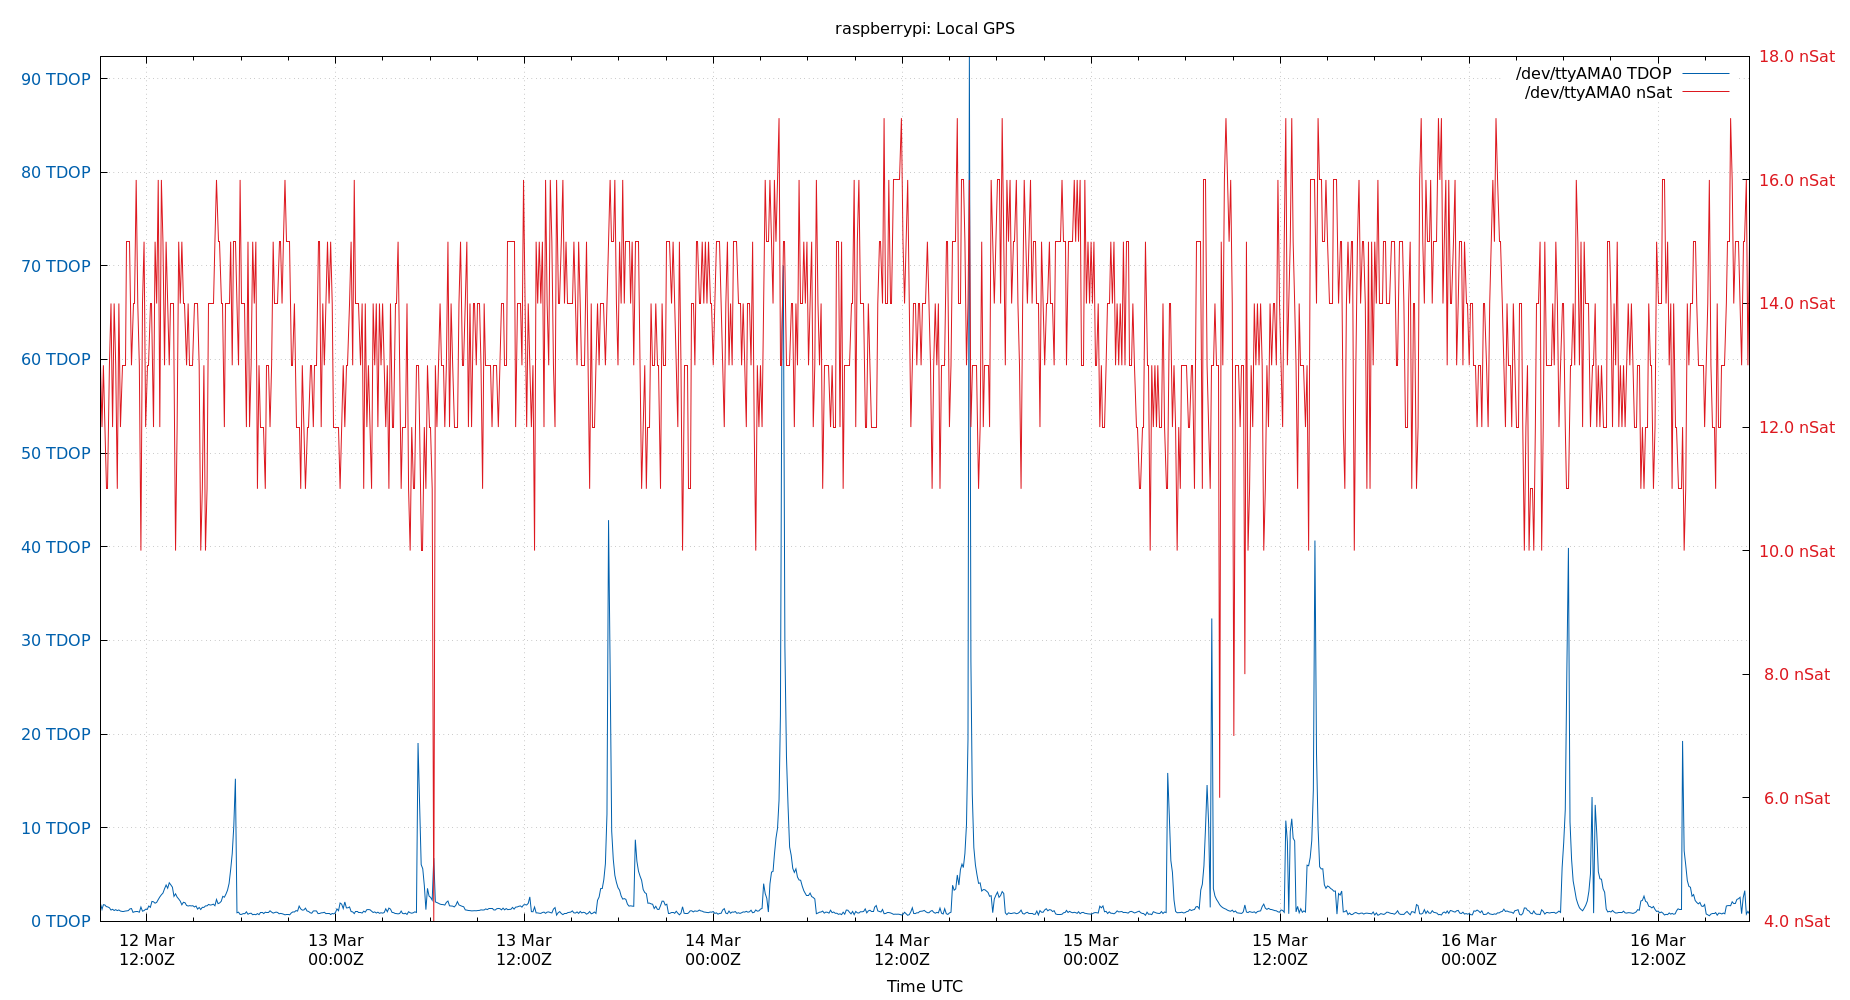 raspberrypi: Local GPS
90 TDOP
80 TDOP
70 TDOP
60 TDOP
50 TDOP
40 TDOP
30 TDOP
20 TDOP
10 TDOP
0 TDOP
18.0 nSat
16.0 nSat
14.0 nSat
12.0 nSat
10.0 nSat
8.0 nSat
6.0 nSat
4.0 nSat
/dev/ttyAMA0 TDOP
/dev/ttyAMA0 nSat
12 Mar
12:00Z
13 Mar
00:00Z
13 Mar
12:00Z
14 Mar
00:00Z
14 Mar
12:00Z
15 Mar
00:00Z
15 Mar
12:00Z
16 Mar
00:00Z
16 Mar
12:00Z
Time UTC